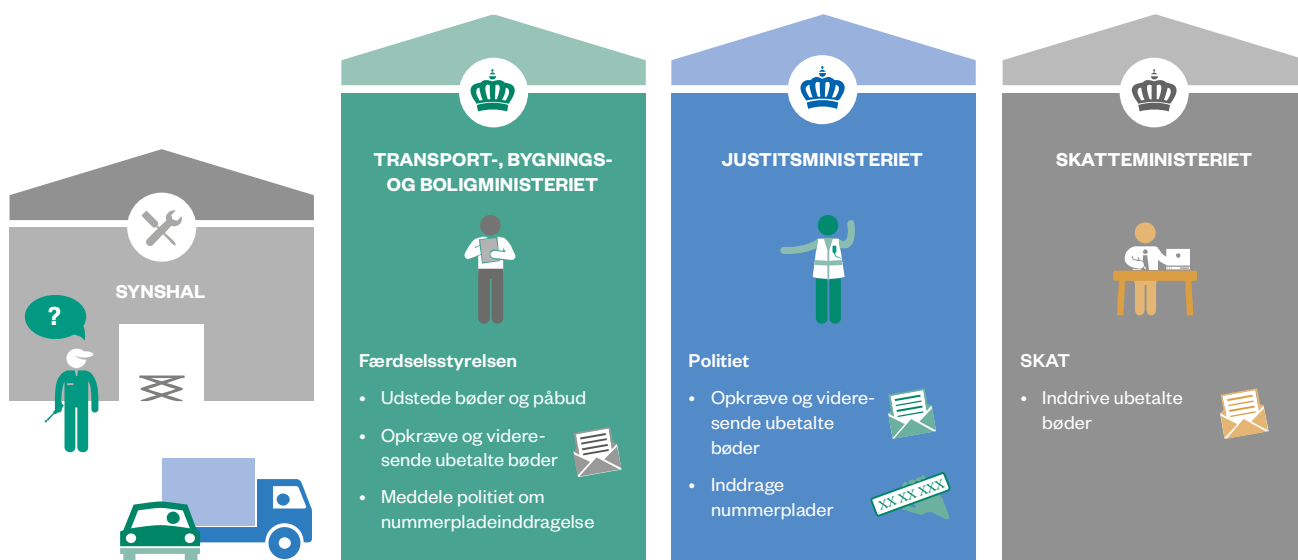 SYNSHAL
?
TRANSPORT-, BYGNINGS-
OG BOLIGMINISTERIET
Færdselsstyrelsen
• Udstede bøder og påbud
• Opkræve og videre-
sende ubetalte bøder
• Meddele politiet om
nummerpladeinddragelse
JUSTITSMINISTERIET
Politiet
• Opkræve og videre-
sende ubetalte
bøder
• Inddrage
nummerplader
XX XX XXX
SKATTEMINISTERIET
SKAT
• Inddrive ubetalte
bøder